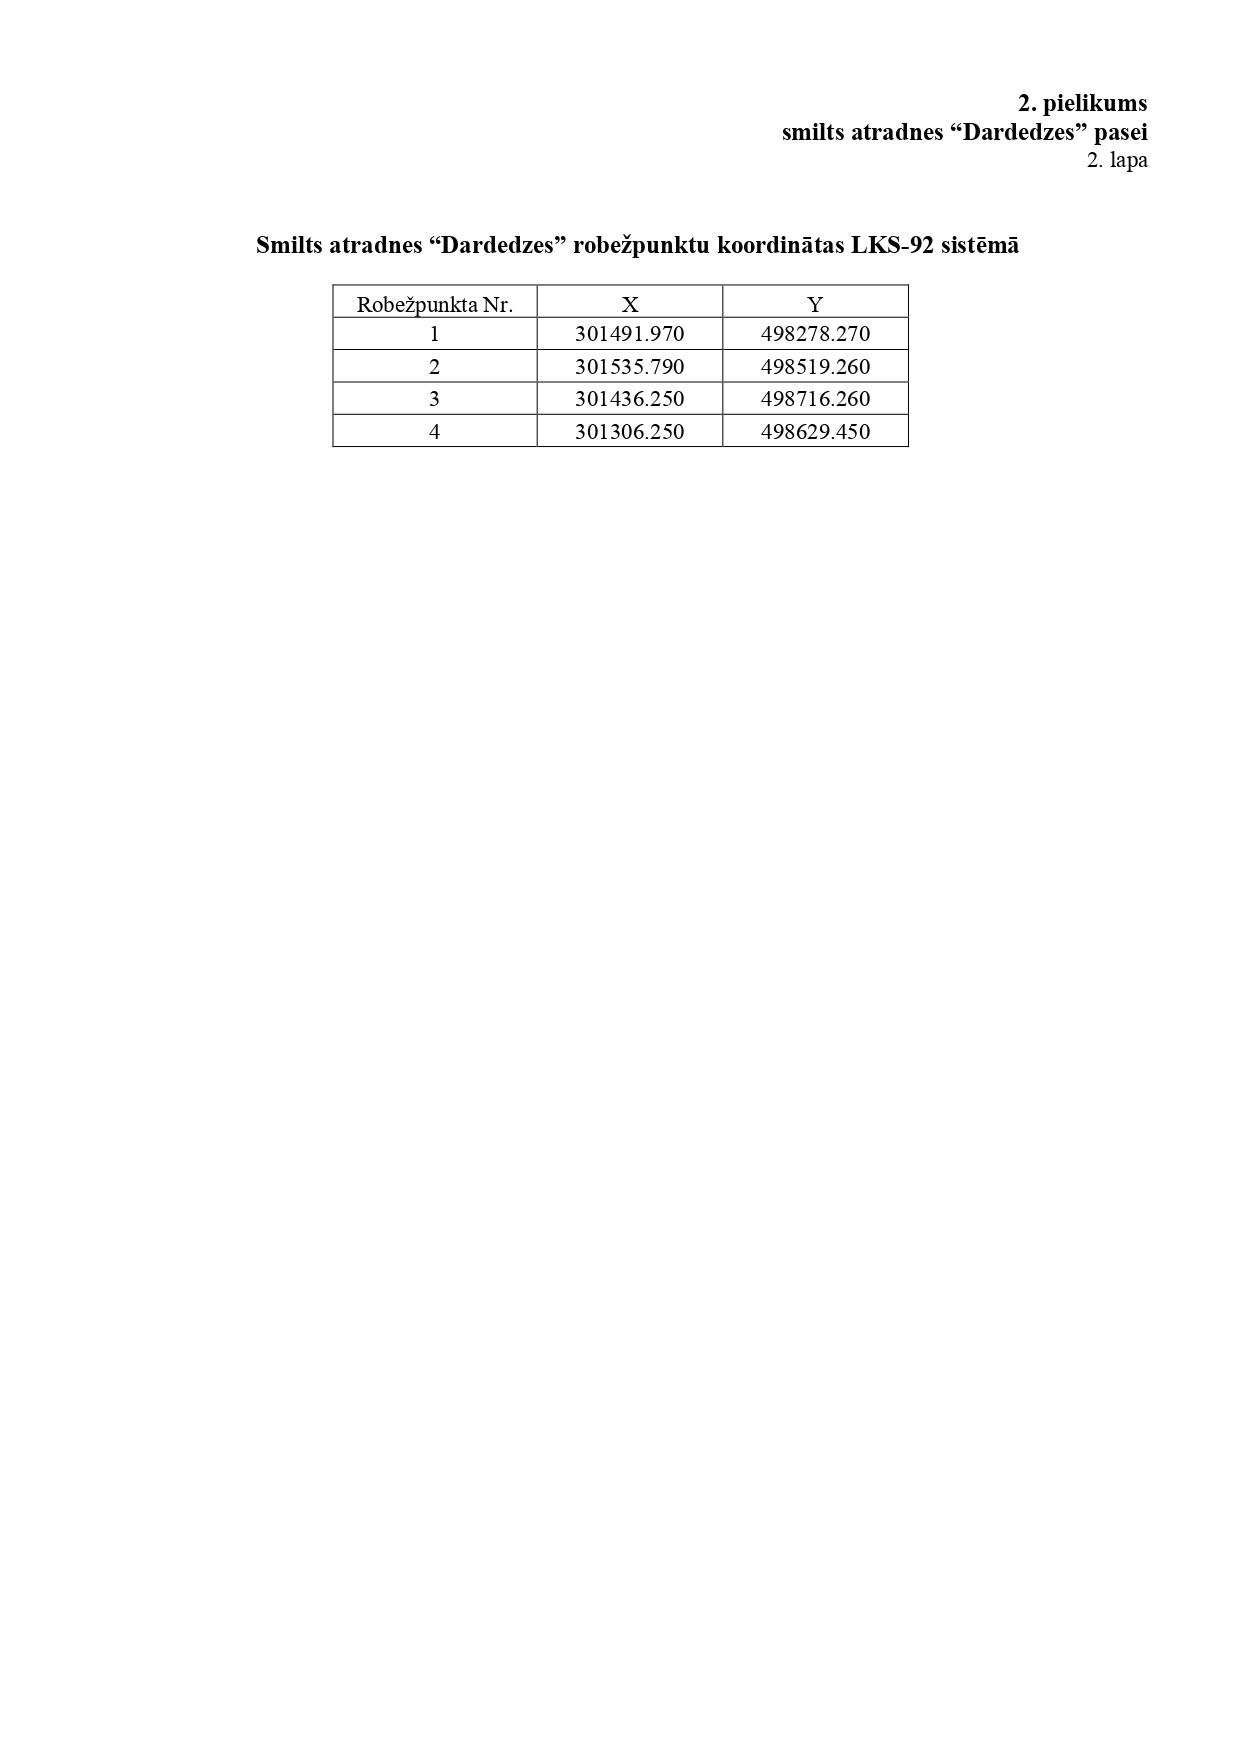 2. pielikums
smilts atradnes “Dardedzes” pasei
2. lapa
Smilts atradnes “Dardedzes” robežpunktu koordinātas LKS-92 sistēmā
Robežpunkta Nr. X Y
1 301491.970 498278.270
2 301535.790 498519.260
3 301436.250 498716.260
4 301306.250 498629.450